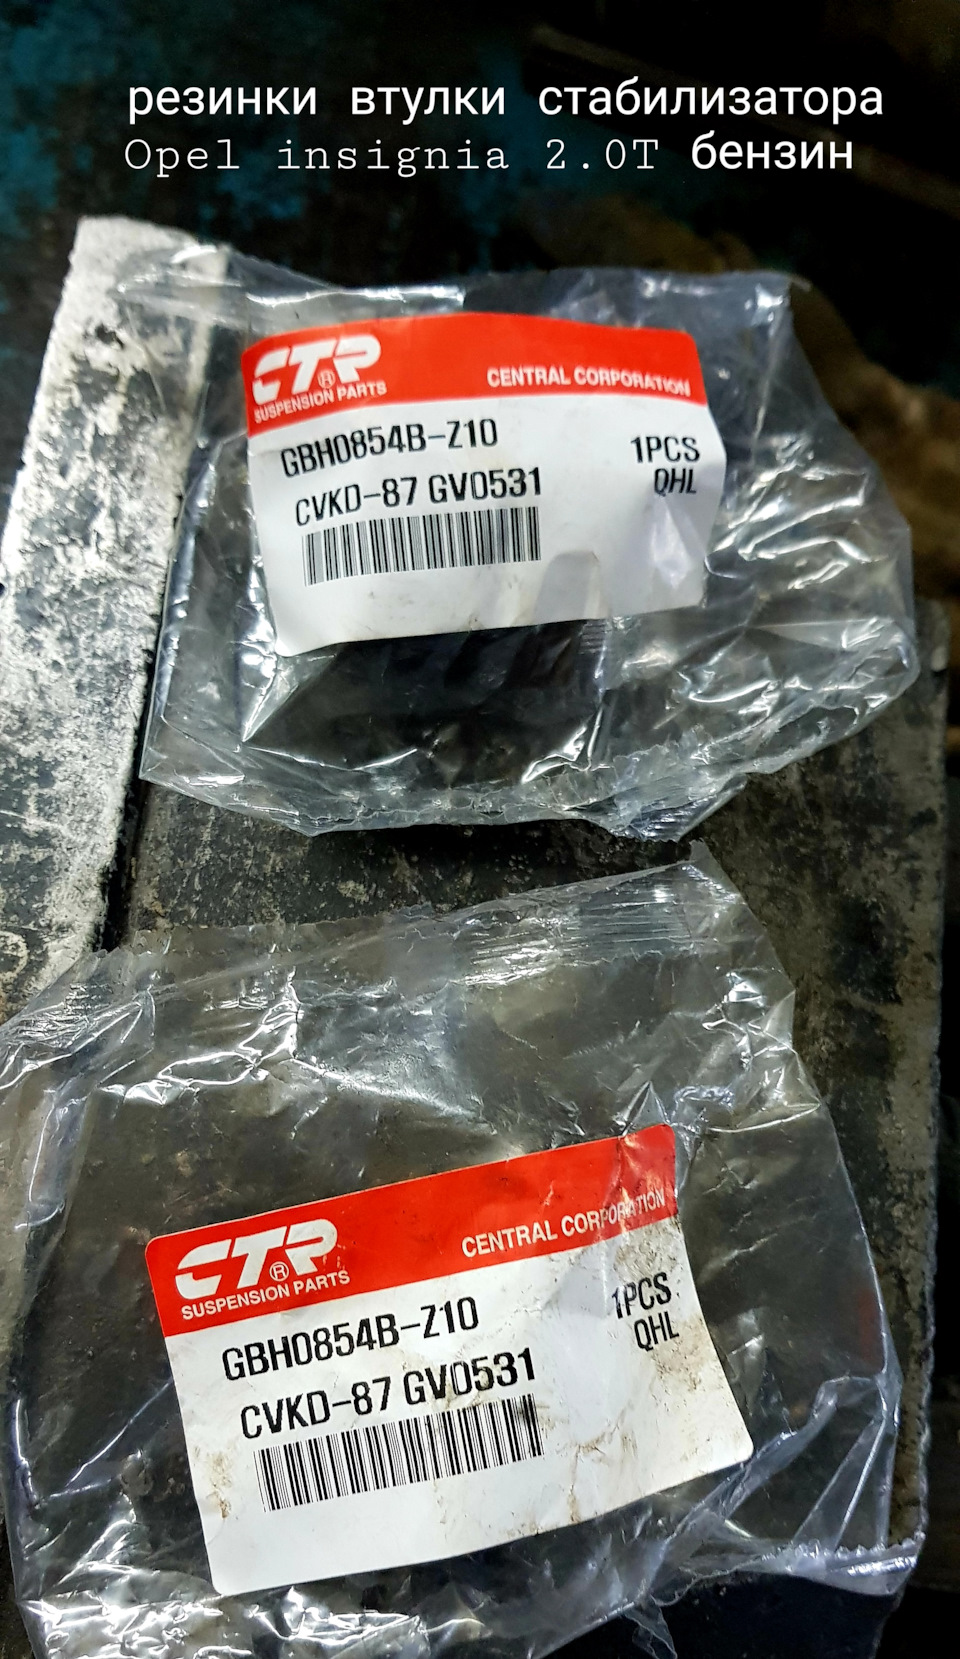 резинки втулки стабилизатора
Opel insignia 2.0T бензин
CTR®
SUSPENSION PARTS
CENTRAL CORPORATION
GBH0854B-Z10
1PCS
CVKD-87 GV0531
QHL
CTR®
SUSPENSION PARTS
CENTRAL CORPORATION
GBH0854B-Z10
1PCS
CVKD-87 GV0531
QHL